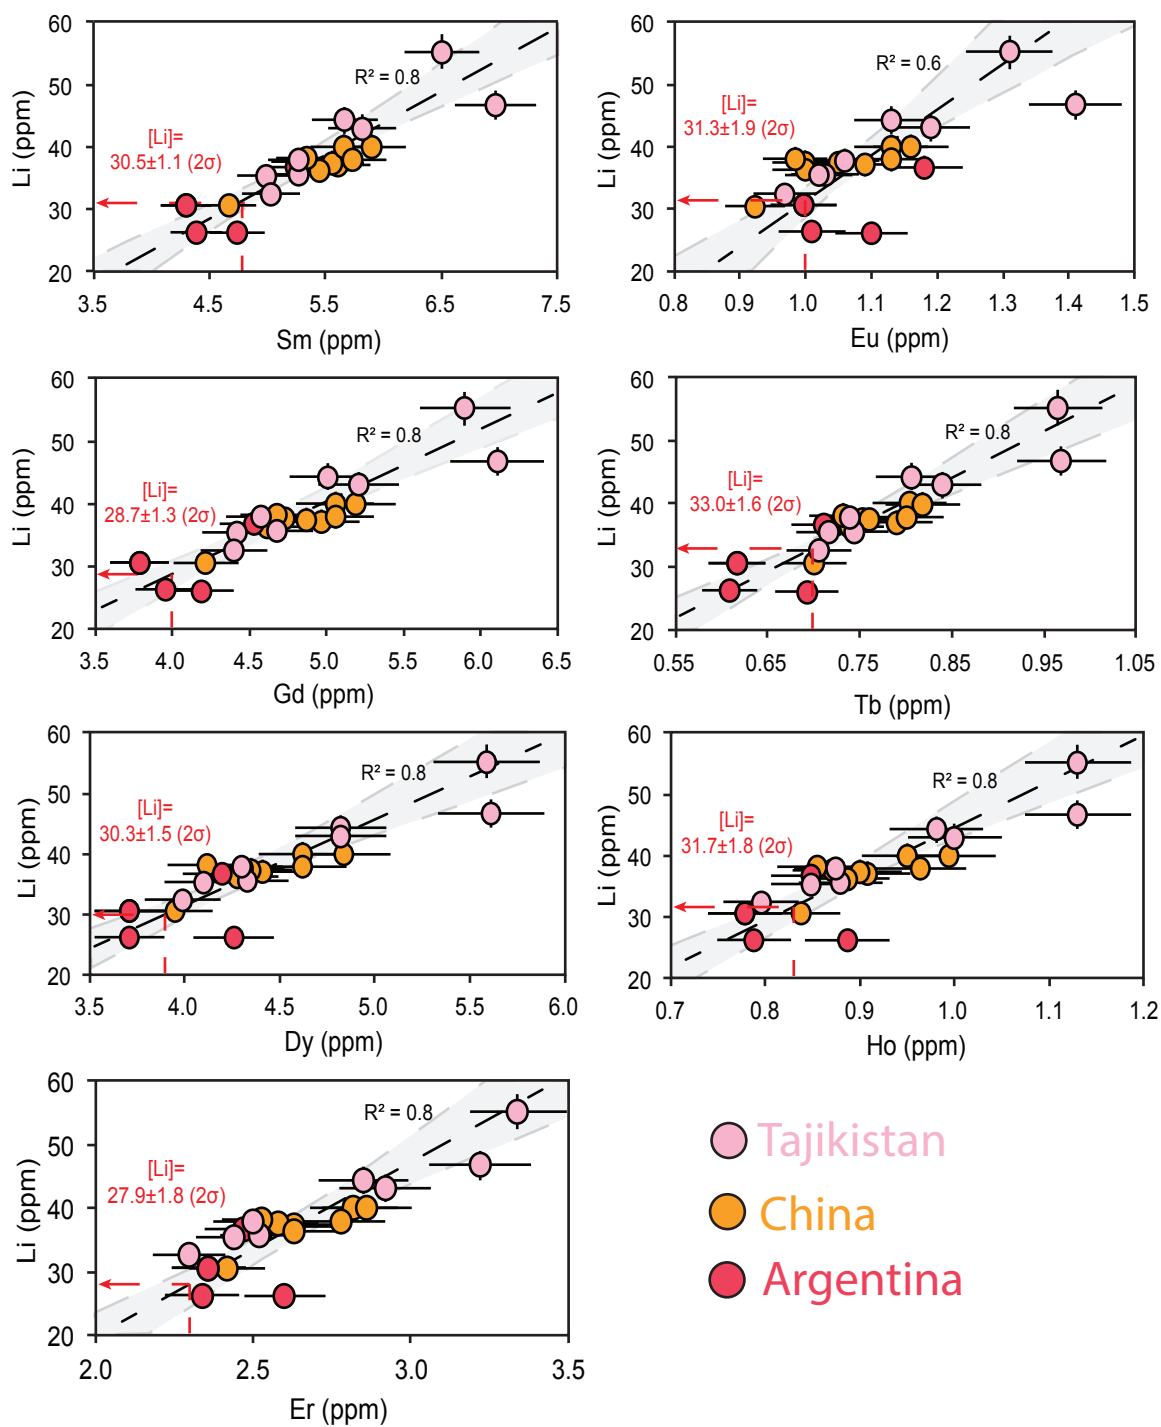 60
50
40
30
20
Li (ppm)
R² = 0.8
[Li]=
30.5±1.1 (2σ)
3.5 4.5 5.5 6.5 7.5
Sm (ppm)
60
50
40
30
20
Li (ppm)
R² = 0.6
[Li]=
31.3±1.9 (2σ)
0.8 0.9 1.0 1.1 1.2 1.3 1.4 1.5
Eu (ppm)
60
50
40
30
20
Li (ppm)
R² = 0.8
[Li]=
28.7±1.3 (2σ)
3.5 4.0 4.5 5.0 5.5 6.0 6.5
Gd (ppm)
60
50
40
30
20
Li (ppm)
R² = 0.8
[Li]=
33.0±1.6 (2σ)
0.55 0.65 0.75 0.85 0.95 1.05
Tb (ppm)
60
50
40
30
20
Li (ppm)
R² = 0.8
[Li]=
30.3±1.5 (2σ)
3.5 4.0 4.5 5.0 5.5 6.0
Dy (ppm)
60
50
40
30
20
Li (ppm)
R² = 0.8
[Li]=
31.7±1.8 (2σ)
0.7 0.8 0.9 1.0 1.1 1.2
Ho (ppm)
60
50
40
30
20
Li (ppm)
R² = 0.8
[Li]=
27.9±1.8 (2σ)
2.0 2.5 3.0 3.5
Er (ppm)
Tajikistan
China
Argentina